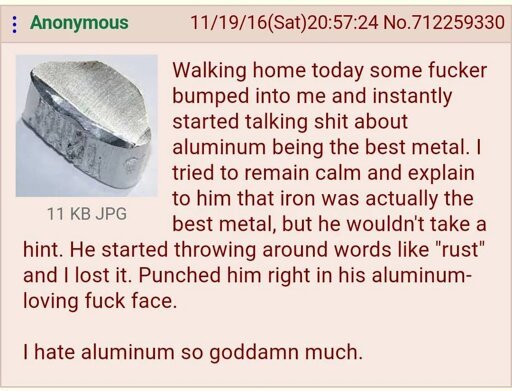 Anonymous 11/19/16(Sat)20:57:24 No.712259330
Walking home today some fucker
bumped into me and instantly
started talking shit about
aluminum being the best metal. I
tried to remain calm and explain
to him that iron was actually the
11 KB JPG
best metal, but he wouldn't take a
hint. He started throwing around words like "rust"
and I lost it. Punched him right in his aluminum-
loving fuck face.
I hate aluminum so goddamn much.